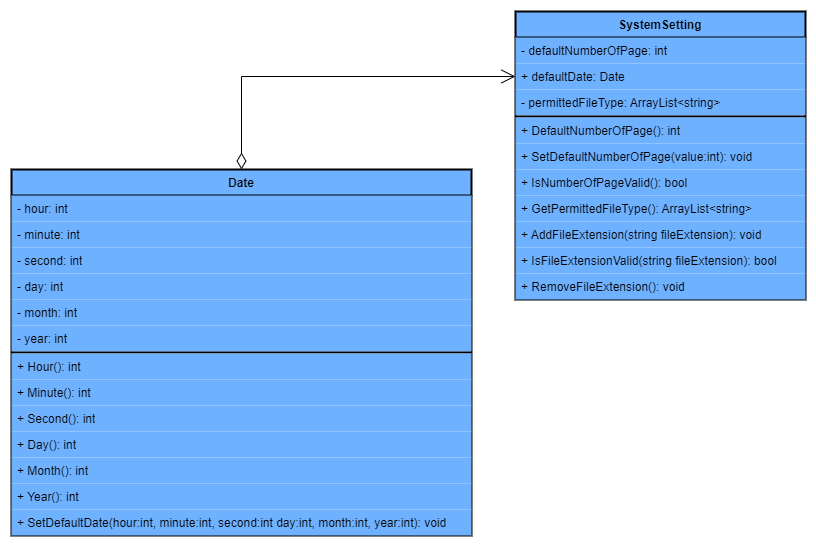 SystemSetting
- defaultNumberOfPage: int
+ defaultDate: Date
- permittedFileType: ArrayList<string>
+ DefaultNumberOfPage(): int
+ SetDefaultNumberOfPage(value:int): void
+ IsNumberOfPageValid(): bool
+ GetPermittedFileType(): ArrayList<string>
+ AddFileExtension(string fileExtension): void
+ IsFileExtensionValid(string fileExtension): bool
+ RemoveFileExtension(): void
Date
- hour: int
- minute: int
- second: int
- day: int
- month: int
- year: int
+ Hour(): int
+ Minute(): int
+ Second(): int
+ Day(): int
+ Month(): int
+ Year(): int
+ SetDefaultDate(hour:int, minute:int, second:int day:int, month:int, year:int): void